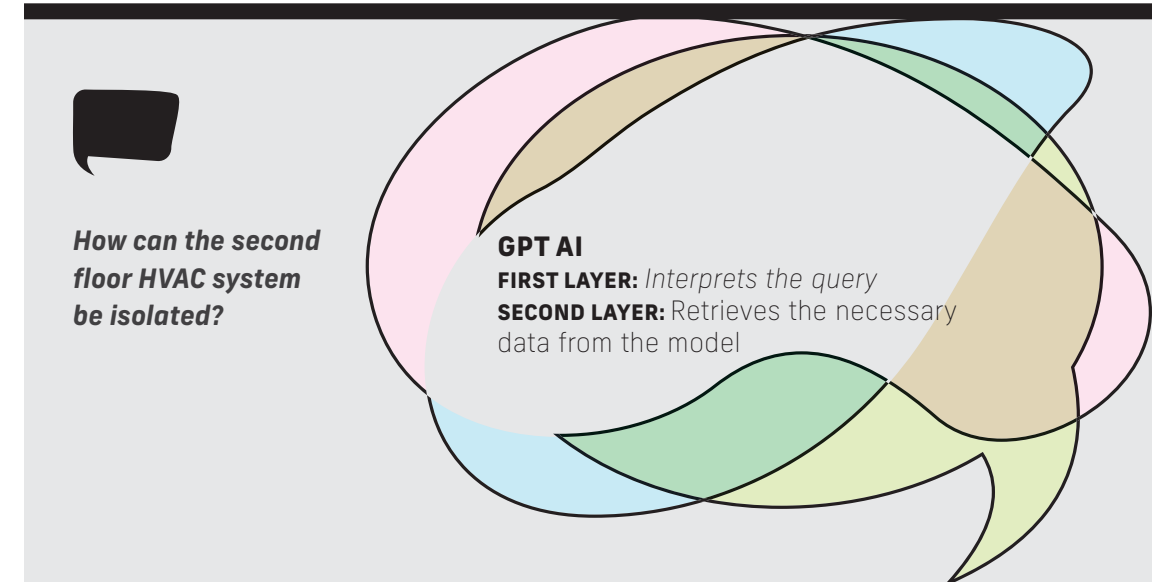 How can the second
floor HVAC system
be isolated?
GPT AI
FIRST LAYER: Interprets the query
SECOND LAYER: Retrieves the necessary
data from the model